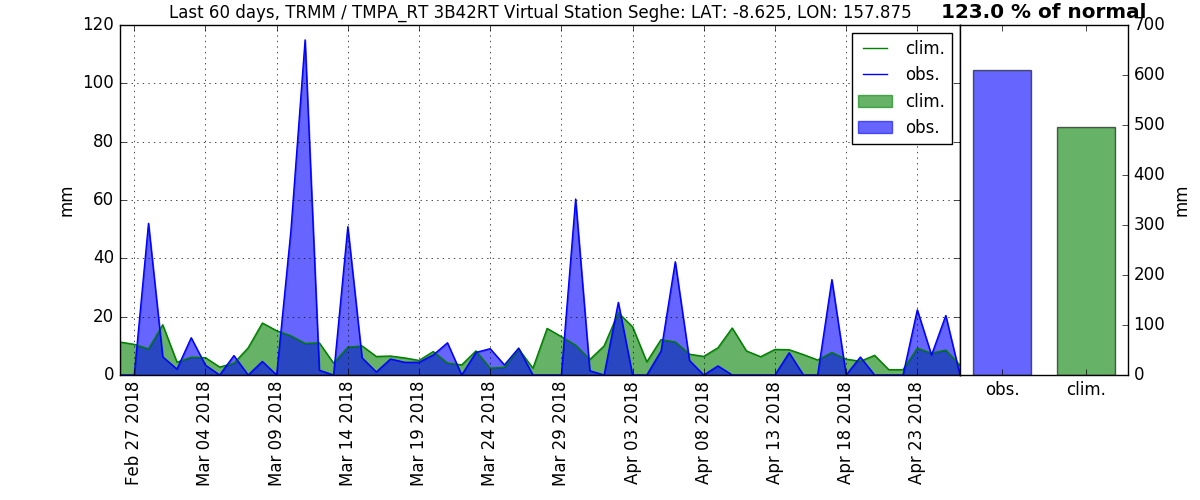 Last 60 days, TRMM / TMPA_RT 3B42RT Virtual Station Seghe: LAT: -8.625, LON: 157.875
123.0 % of normal
120
100
80
60
40
20
0
mm
clim.
obs.
clim.
obs.
Feb 27 2018
Mar 04 2018
Mar 09 2018
Mar 14 2018
Mar 19 2018
Mar 24 2018
Mar 29 2018
Apr 03 2018
Apr 08 2018
Apr 13 2018
Apr 18 2018
Apr 23 2018
700
600
500
400
300
200
100
0
mm
obs.
clim.